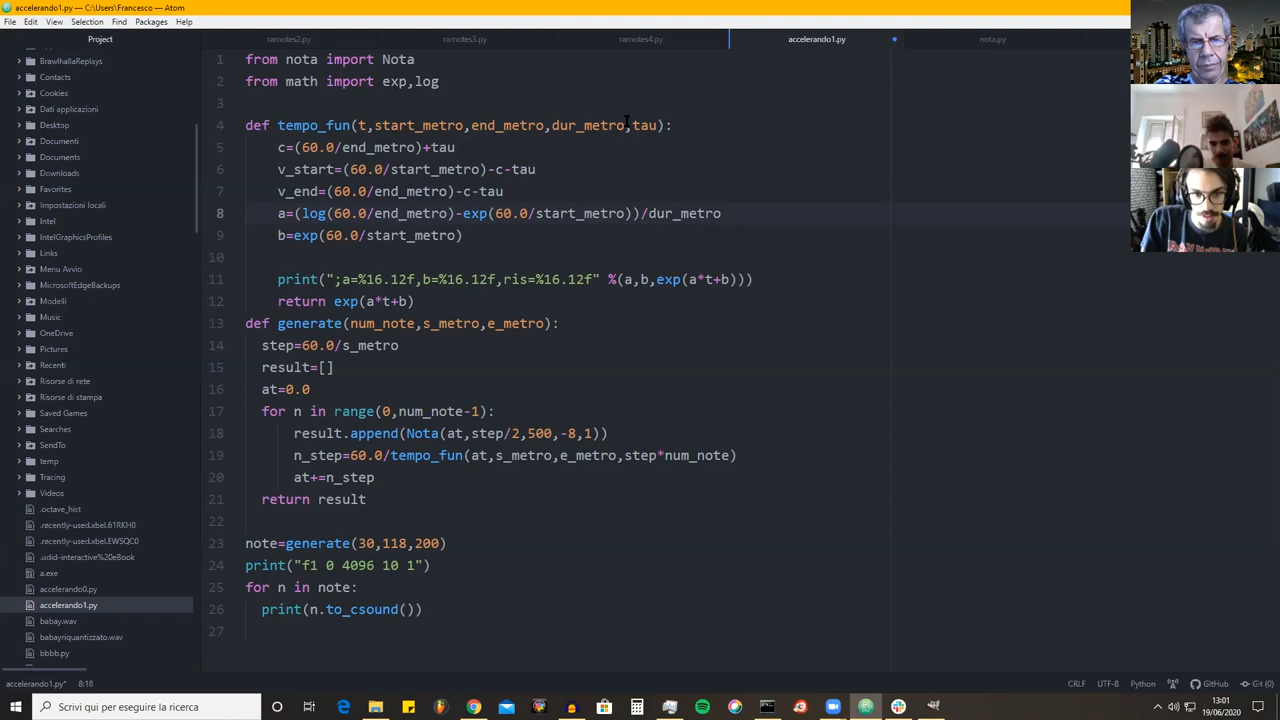 accelerando1.py — C:\Users\Francesco — Atom
File Edit View Selection Find Packages Help
Project
rarnotes2.py
rarnotes3.py
rarnotes4.py
accelerando1.py
nota.py
BrawlhallaReplays
Contacts
Cookies
Dati applicazioni
Desktop
Documenti
Documents
Downloads
Favorites
Impostazioni locali
Intel
IntelGraphicsProfiles
Links
Menu Avvio
MicrosoftEdgeBackups
Modelli
Music
OneDrive
Pictures
Recenti
Risorse di rete
Risorse di stampa
Saved Games
Searches
SendTo
temp
Tracing
Videos
.octave_hist
.recently-used.xbel.61RKH0
.recently-used.xbel.EWSQC0
.udid-interactive%20eBook
a.exe
accelerando0.py
accelerando1.py
babay.wav
babayriquantizzato.wav
bbbb.py
1 from nota import Nota
2 from math import exp,log
3
4 def tempo_fun(t,start_metro,end_metro,dur_metro,tau):
5 c=(60.0/end_metro)+tau
6 v_start=(60.0/start_metro)-c-tau
7 v_end=(60.0/end_metro)-c-tau
8 a=(log(60.0/end_metro)-exp(60.0/start_metro))/dur_metro
9 b=exp(60.0/start_metro)
10
11 print(";a=%16.12f,b=%16.12f,ris=%16.12f" %(a,b,exp(a*t+b)))
12 return exp(a*t+b)
13 def generate(num_note,s_metro,e_metro):
14 step=60.0/s_metro
15 result=[]
16 at=0.0
17 for n in range(0,num_note-1):
18 result.append(Nota(at,step/2,500,-8,1))
19 n_step=60.0/tempo_fun(at,s_metro,e_metro,step*num_note)
20 at+=n_step
21 return result
22
23 note=generate(30,118,200)
24 print("f1 0 4096 10 1")
25 for n in note:
26 print(n.to_csound())
27
accelerando1.py* 8:18
CRLF UTF-8 Python GitHub Git (0)
Scrivi qui per eseguire la ricerca
13:01
19/06/2020